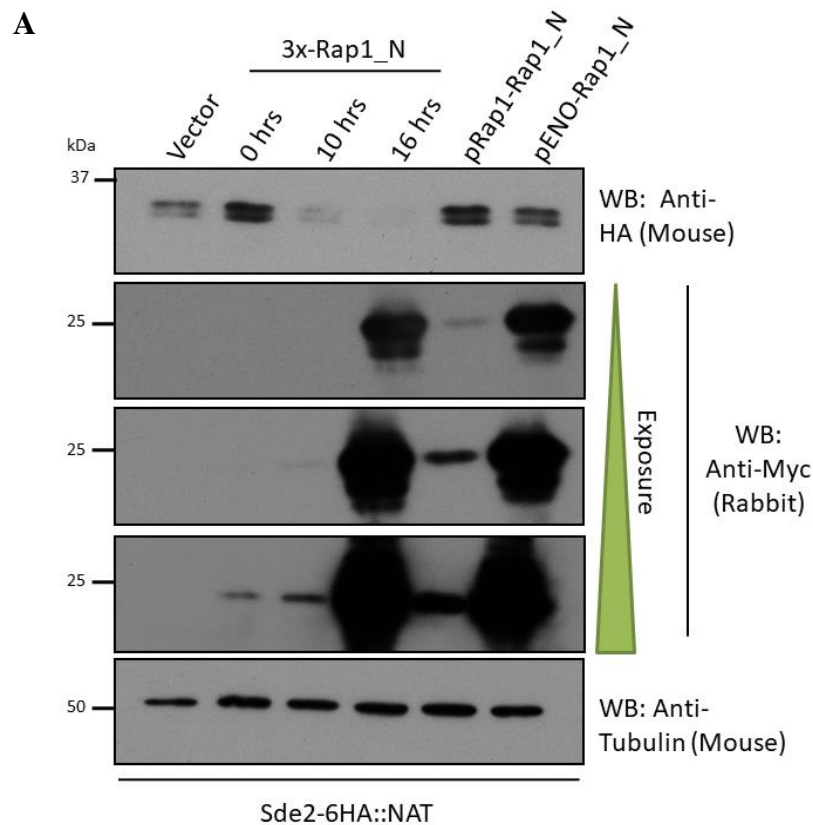 A
3x-Rap1_N
kDa
Vector
0 hrs
10 hrs
16 hrs
pRap1-Rap1_N
pENO-Rap1_N
37
WB: Anti-
HA (Mouse)
25
25
25
Exposure
WB:
Anti-Myc
(Rabbit)
50
WB: Anti-
Tubulin (Mouse)
Sde2-6HA::NAT